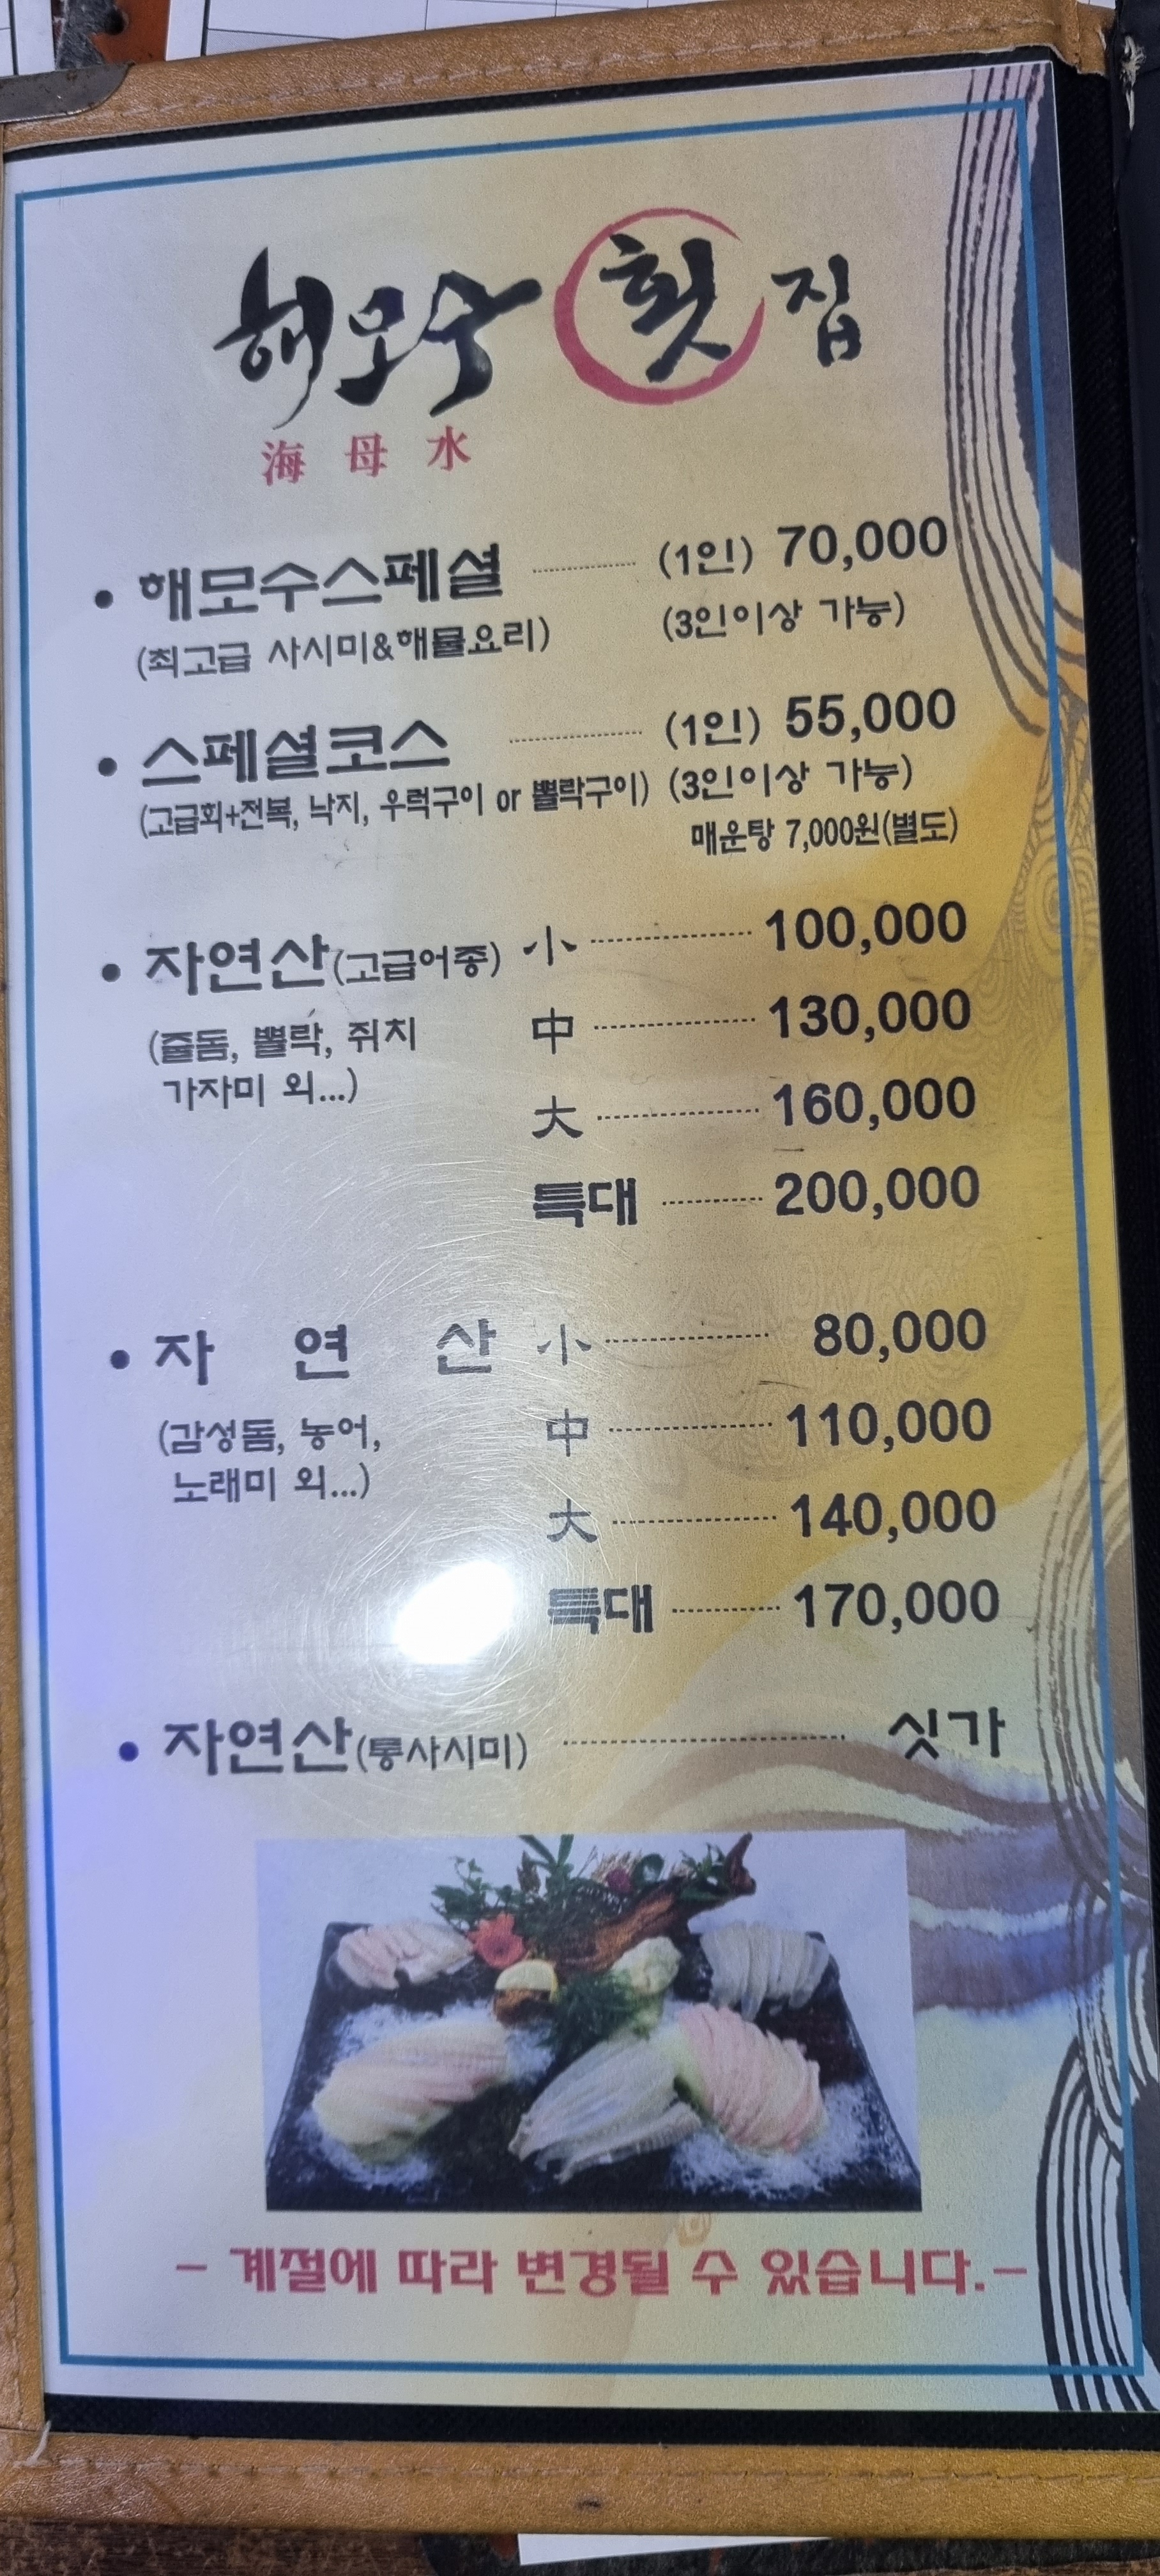 해모수 횟집
海母水
• 해모수스페셜 (1인) 70,000
(최고급 사시미&해물요리) (3인이상 가능)
• 스페셜코스 (1인) 55,000
(고급회+전복, 낙지, 우럭구이 or 뽈락구이) (3인이상 가능)
매운탕 7,000원(별도)
• 자연산(고급어종) 小 100,000
(줄돔, 뽈락, 쥐치 中 130,000
가자미 외...)
大 160,000
특대 200,000
• 자 연 산 小 80,000
(감성돔, 농어, 中 110,000
노래미 외...)
大 140,000
특대 170,000
• 자연산(통사시미) 싯가
- 계절에 따라 변경될 수 있습니다.-